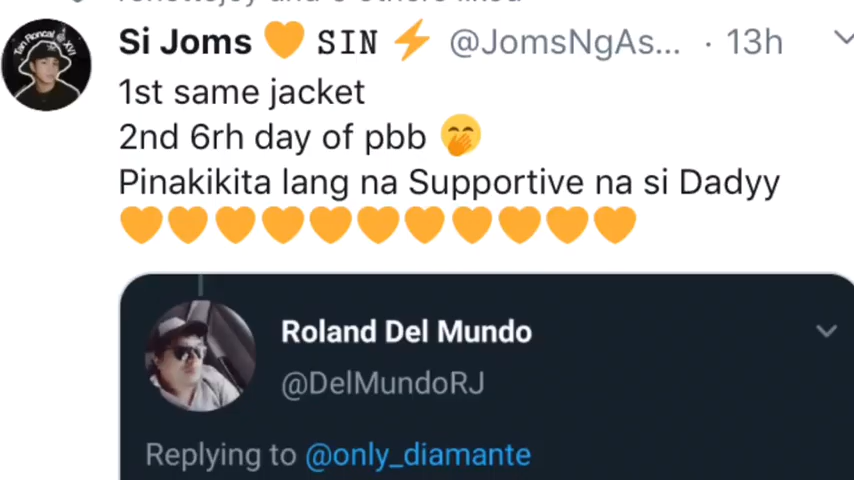 Si Joms 🧡 SIN ⚡ @JomsNgAs... · 13h
1st same jacket
2nd 6rh day of pbb 🤭
Pinakikita lang na Supportive na si Dadyy
🧡🧡🧡🧡🧡🧡🧡🧡🧡🧡🧡
Roland Del Mundo
@DelMundoRJ
Replying to @only_diamante